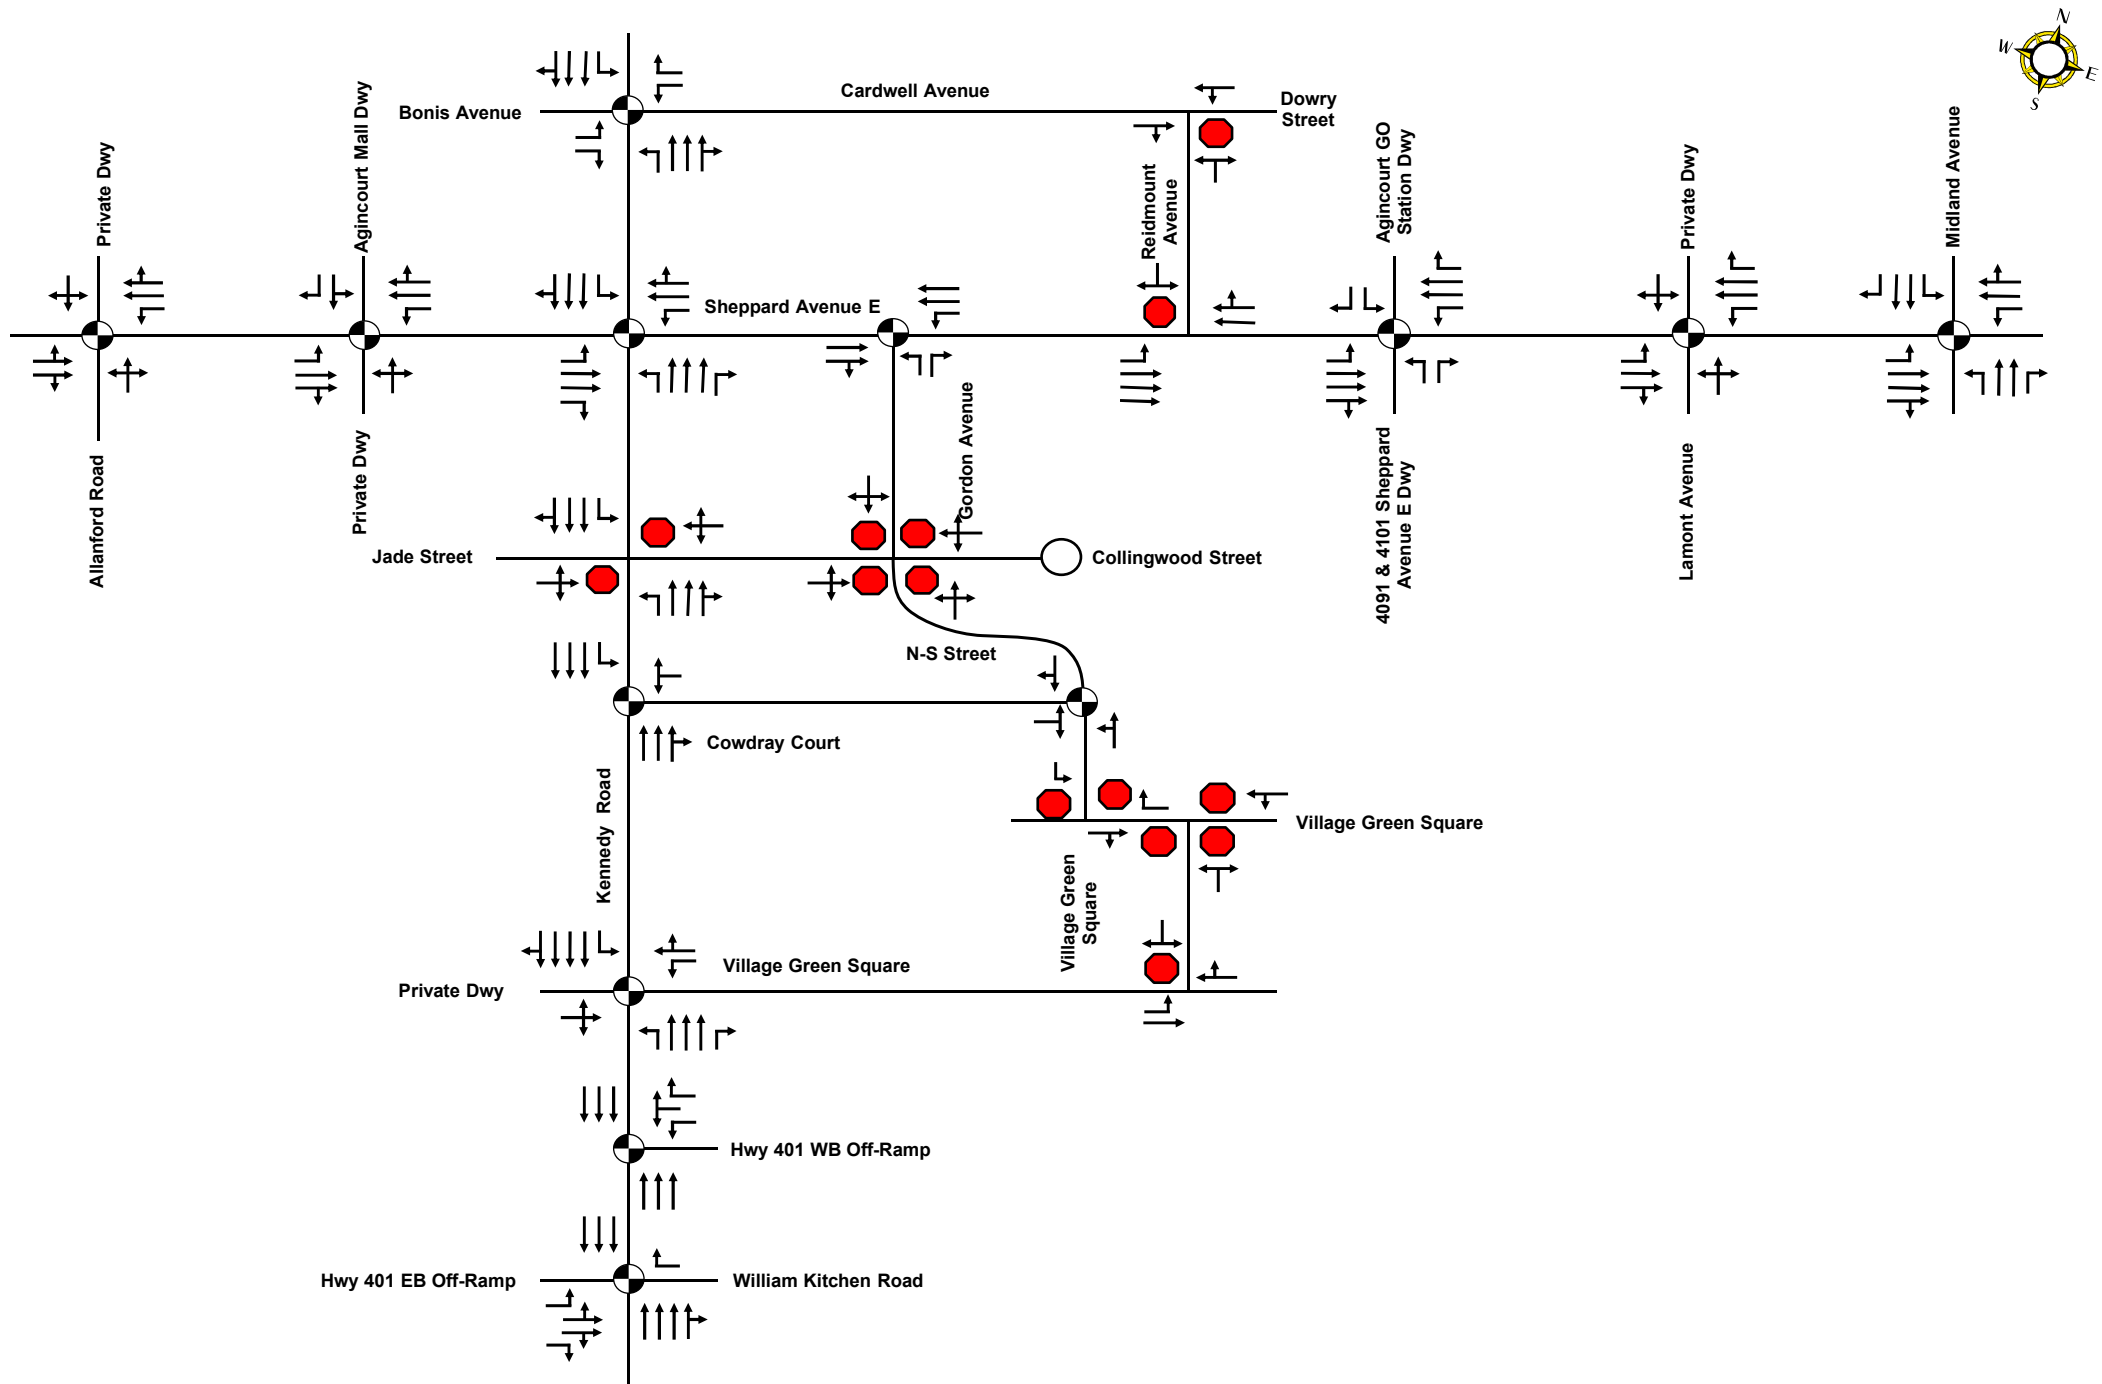 N
W
E
S
Cardwell Avenue
Bonis Avenue
Dowry
Street
Private Dwy
Agincourt Mall Dwy
Reidmount
Avenue
Agincourt GO
Station Dwy
Private Dwy
Midland Avenue
Sheppard Avenue E
Allanford Road
Private Dwy
Gordon Avenue
4091 & 4101 Sheppard
Avenue E Dwy
Lamont Avenue
Jade Street
Collingwood Street
N-S Street
Cowdray Court
Kennedy Road
Village Green Square
Village Green
Square
Village Green Square
Private Dwy
Hwy 401 WB Off-Ramp
Hwy 401 EB Off-Ramp
William Kitchen Road